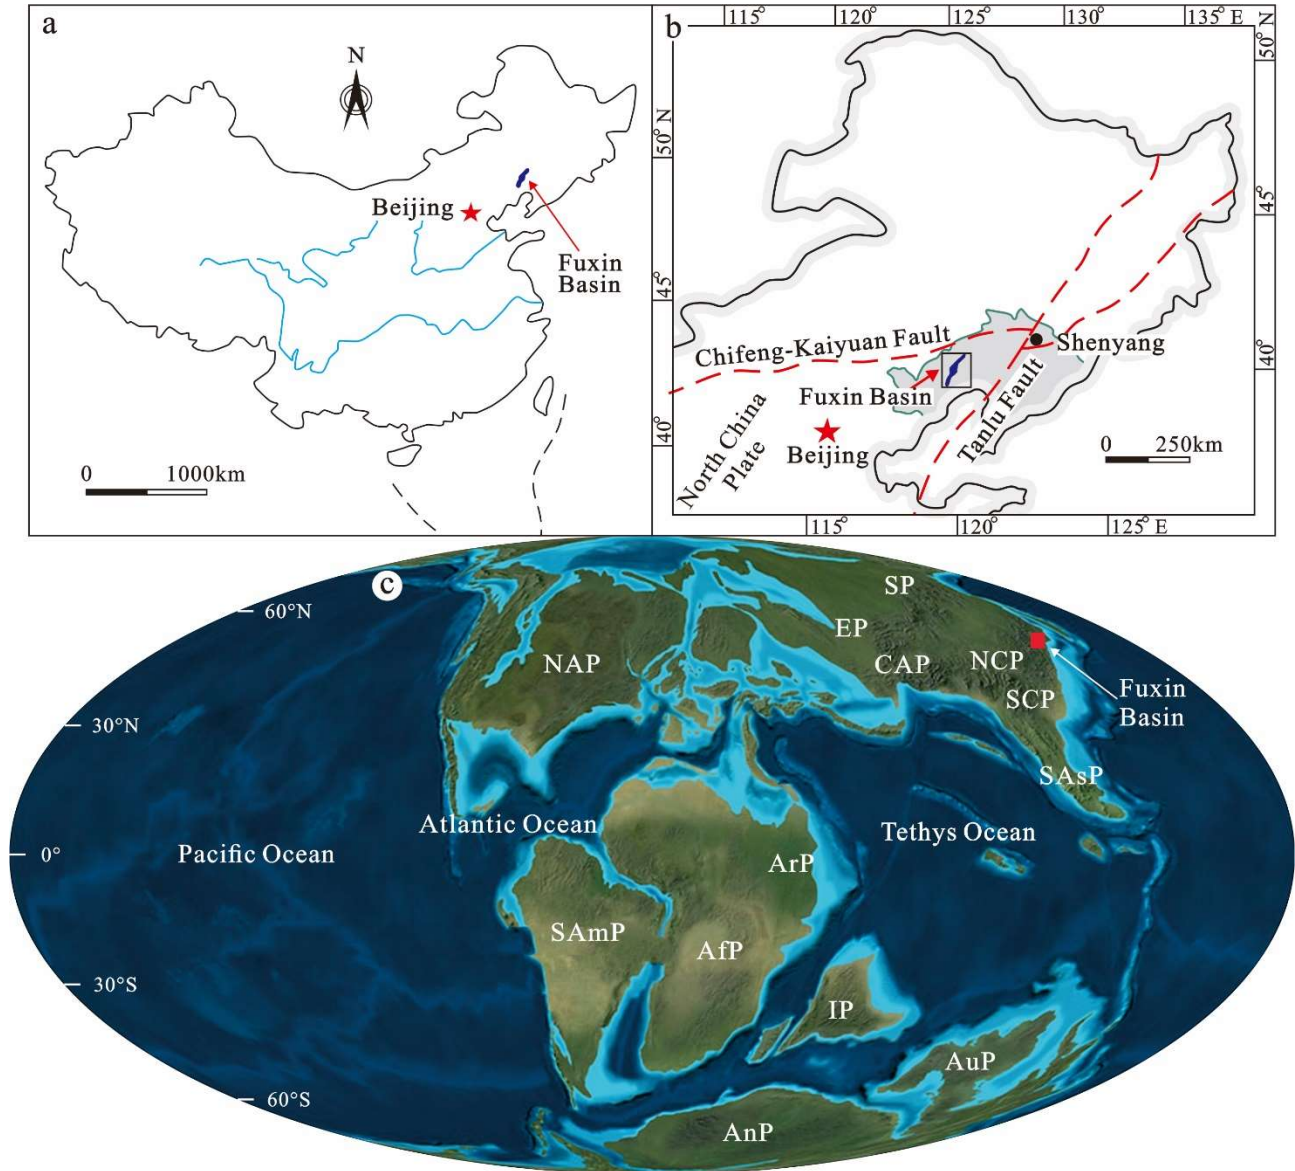 a
N
Beijing
Fuxin
Basin
0 1000km
b
115° 120° 125° 130° 135° E
50° N
45°
40°
50° N
45°
40°
Chifeng-Kaiyuan Fault
Shenyang
Fuxin Basin
Tanlu Fault
North China
Plate
Beijing
0 250km
115° 120° 125° E
c
60°N
30°N
0°
30°S
60°S
SP
EP
NAP
CAP
NCP
SCP
Fuxin
Basin
SAsP
Atlantic Ocean
Tethys Ocean
Pacific Ocean
ArP
SAmP
AfP
IP
AuP
AnP